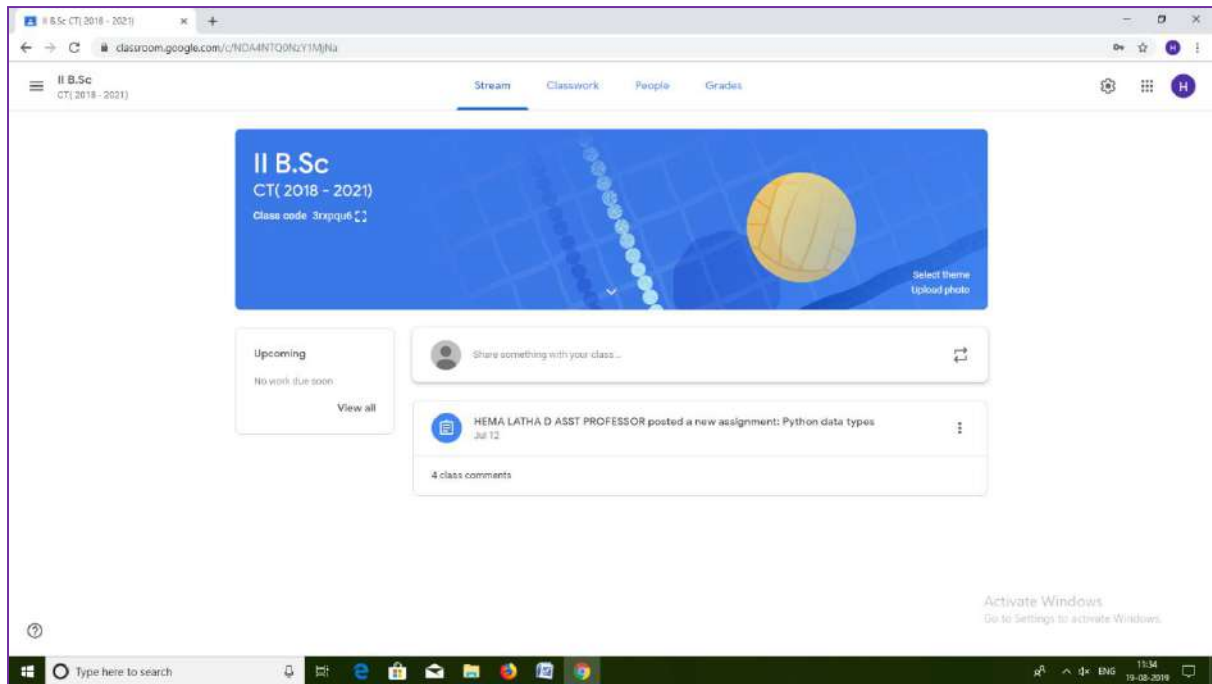 II B.Sc CT( 2018 - 2021)
classroom.google.com/c/NDA4NTQ0NzY1MjNa
II B.Sc
CT( 2018 - 2021)
Stream Classwork People Grades
H
H
II B.Sc
CT( 2018 - 2021)
Class code 3rxpqu6
Select theme
Upload photo
Upcoming
No work due soon
View all
Share something with your class...
HEMA LATHA D ASST PROFESSOR posted a new assignment: Python data types
Jul 12
4 class comments
Activate Windows
Go to Settings to activate Windows.
Type here to search
ENG
11:34
19-08-2019